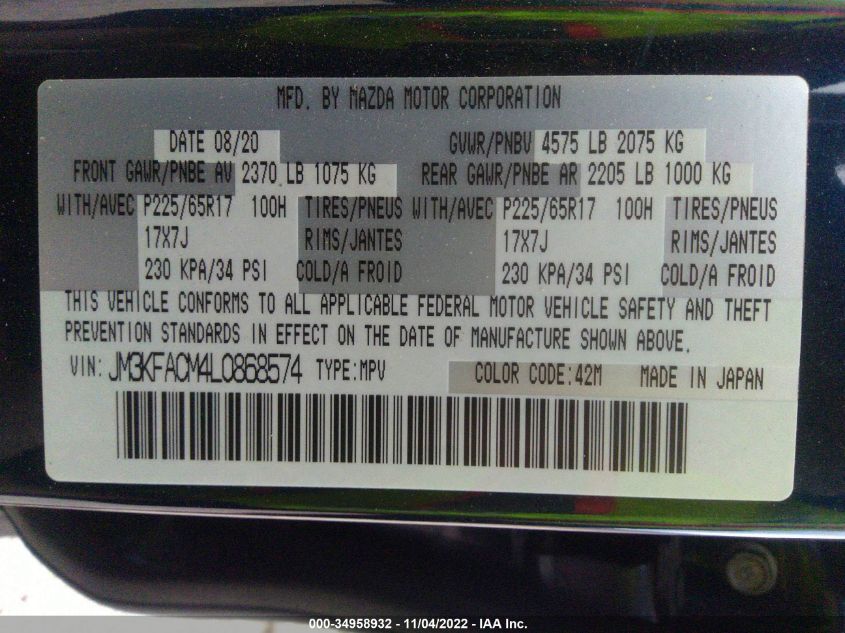 MFD. BY MAZDA MOTOR CORPORATION
DATE 08/20 GVWR/PNBV 4575 LB 2075 KG
FRONT GAWR/PNBE AV 2370 LB 1075 KG REAR GAWR/PNBE AR 2205 LB 1000 KG
WITH/AVEC P225/65R17 100H TIRES/PNEUS WITH/AVEC P225/65R17 100H TIRES/PNEUS
17X7J RIMS/JANTES 17X7J RIMS/JANTES
230 KPA/34 PSI COLD/A FROID 230 KPA/34 PSI COLD/A FROID
THIS VEHICLE CONFORMS TO ALL APPLICABLE FEDERAL MOTOR VEHICLE SAFETY AND THEFT
PREVENTION STANDARDS IN EFFECT ON THE DATE OF MANUFACTURE SHOWN ABOVE.
VIN: JM3KFACM4L0868574 TYPE:MPV COLOR CODE:42M MADE IN JAPAN
000-34958932 - 11/04/2022 - IAA Inc.